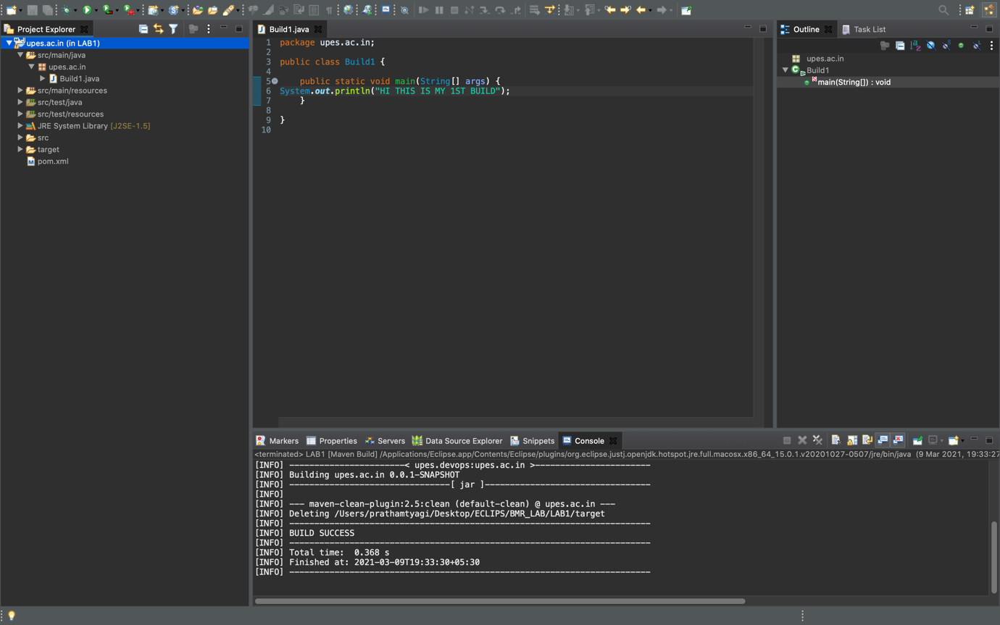 Project Explorer
upes.ac.in (in LAB1)
src/main/java
upes.ac.in
Build1.java
src/main/resources
src/test/java
src/test/resources
JRE System Library [J2SE-1.5]
src
target
pom.xml
Build1.java
1 package upes.ac.in;
2
3 public class Build1 {
4
5 public static void main(String[] args) {
6 System.out.println("HI THIS IS MY 1ST BUILD");
7 }
8
9 }
10
Outline Task List
upes.ac.in
Build1
main(String[]) : void
Markers Properties Servers Data Source Explorer Snippets Console
<terminated> LAB1 [Maven Build] /Applications/Eclipse.app/Contents/Eclipse/plugins/org.eclipse.justj.openjdk.hotspot.jre.full.macosx.x86_64_15.0.1.v20201027-0507/jre/bin/java (9 Mar 2021, 19:33:27
[INFO] -----------------------< upes.devops:upes.ac.in >-----------------------
[INFO] Building upes.ac.in 0.0.1-SNAPSHOT
[INFO] --------------------------------[ jar ]---------------------------------
[INFO]
[INFO] --- maven-clean-plugin:2.5:clean (default-clean) @ upes.ac.in ---
[INFO] Deleting /Users/prathamtyagi/Desktop/ECLIPS/BMR_LAB/LAB1/target
[INFO] ------------------------------------------------------------------------
[INFO] BUILD SUCCESS
[INFO] ------------------------------------------------------------------------
[INFO] Total time:  0.368 s
[INFO] Finished at: 2021-03-09T19:33:30+05:30
[INFO] ------------------------------------------------------------------------